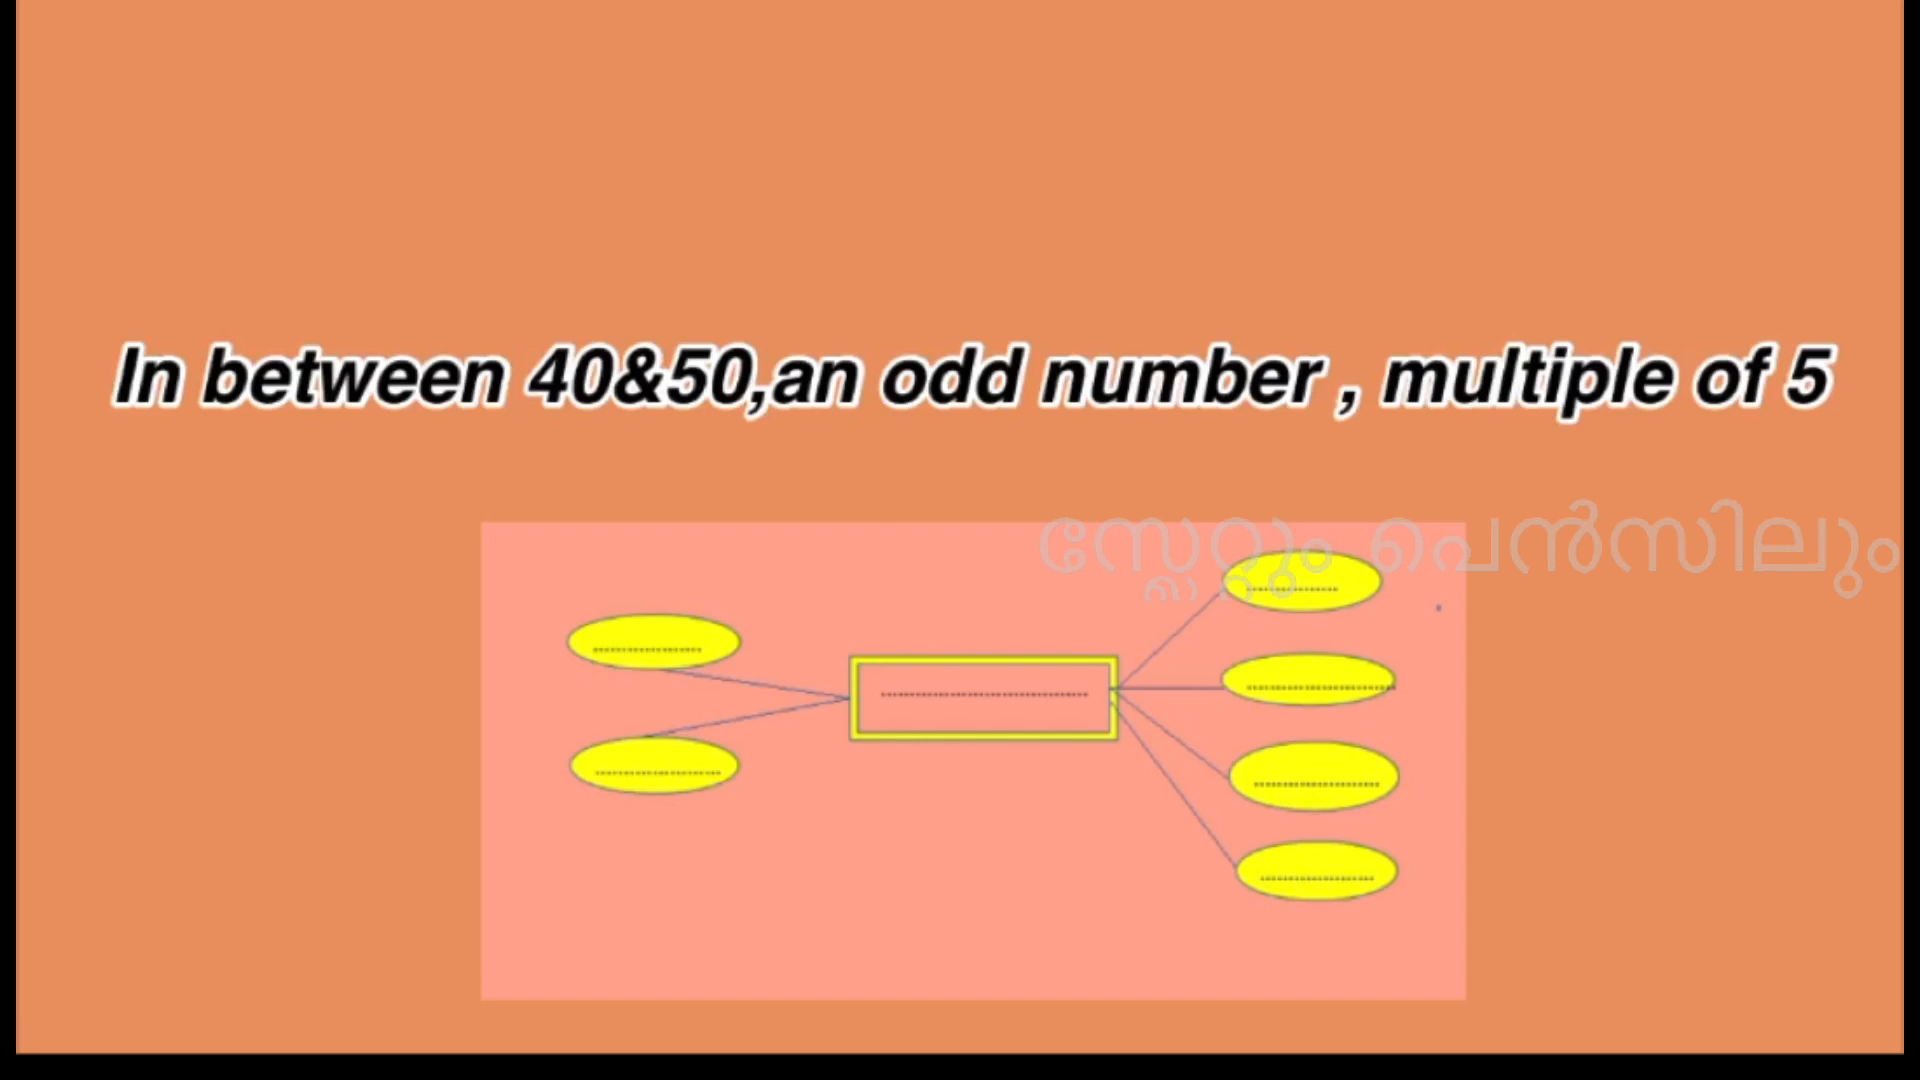 In between 40&50,an odd number , multiple of 5
സ്ലേറ്റും പെൻസിലും